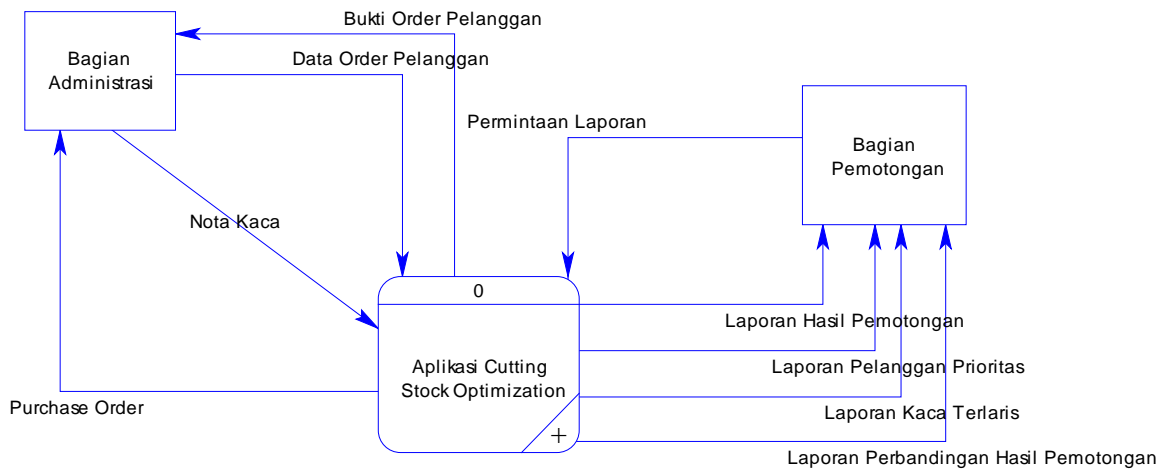 Bukti Order Pelanggan
Bagian
Administrasi
Data Order Pelanggan
Permintaan Laporan
Bagian
Pemotongan
Nota Kaca
0
Laporan Hasil Pemotongan
Aplikasi Cutting
Stock Optimization
Laporan Pelanggan Prioritas
Purchase Order
Laporan Kaca Terlaris
+
Laporan Perbandingan Hasil Pemotongan